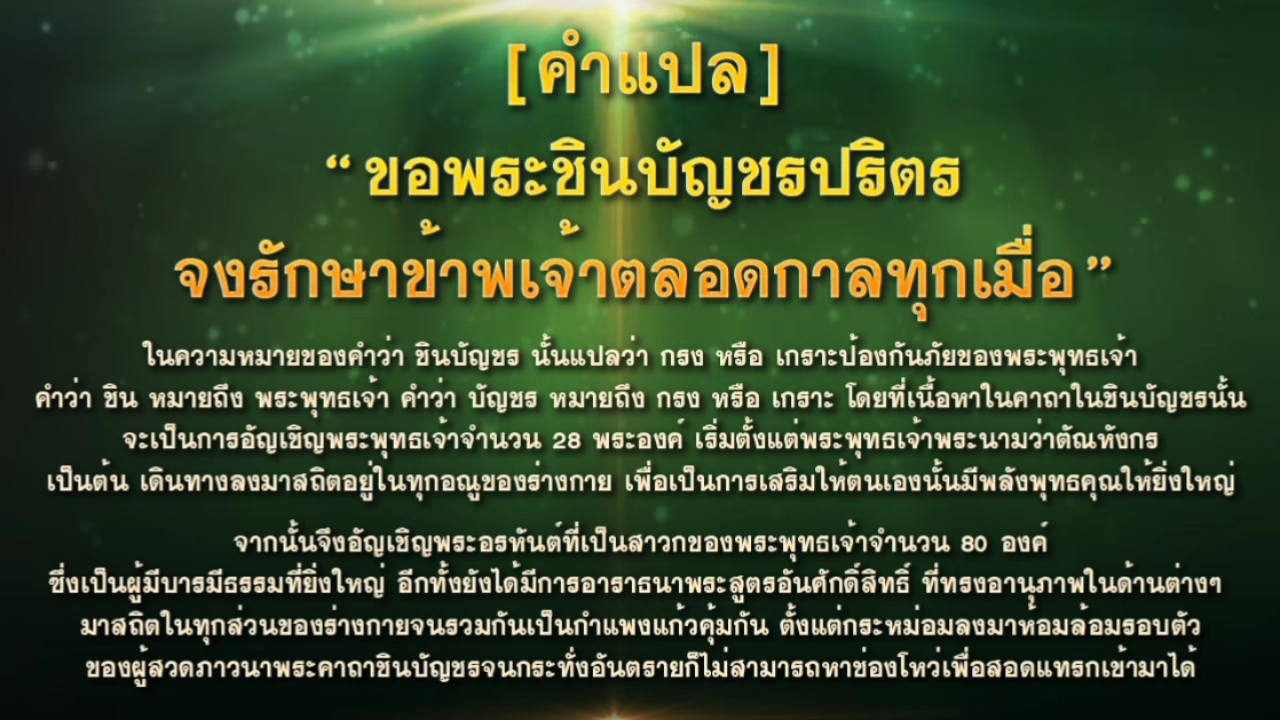 [คำแปล]
“ ขอพระชินบัญชรปริตร
จงรักษาข้าพเจ้าตลอดกาลทุกเมื่อ ”
ในความหมายของคำว่า ชินบัญชร นั้นแปลว่า กรง หรือ เกราะป้องกันภัยของพระพุทธเจ้า
คำว่า ชิน หมายถึง พระพุทธเจ้า คำว่า บัญชร หมายถึง กรง หรือ เกราะ โดยที่เนื้อหาในคาถาในชินบัญชรนั้น
จะเป็นการอัญเชิญพระพุทธเจ้าจำนวน 28 พระองค์ เริ่มตั้งแต่พระพุทธเจ้าพระนามว่าตัณหังกร
เป็นต้น เดินทางลงมาสถิตอยู่ในทุกอณูของร่างกาย เพื่อเป็นการเสริมให้ตนเองนั้นมีพลังพุทธคุณให้ยิ่งใหญ่
จากนั้นจึงอัญเชิญพระอรหันต์ที่เป็นสาวกของพระพุทธเจ้าจำนวน 80 องค์
ซึ่งเป็นผู้มีบารมีธรรมที่ยิ่งใหญ่ อีกทั้งยังได้มีการอาราธนาพระสูตรอันศักดิ์สิทธิ์ ที่ทรงอานุภาพในด้านต่างๆ
มาสถิตในทุกส่วนของร่างกายจนรวมกันเป็นกำแพงแก้วคุ้มกัน ตั้งแต่กระหม่อมลงมาห้อมล้อมรอบตัว
ของผู้สวดภาวนาพระคาถาชินบัญชรจนกระทั่งอันตรายก็ไม่สามารถหาช่องโหว่เพื่อสอดแทรกเข้ามาได้